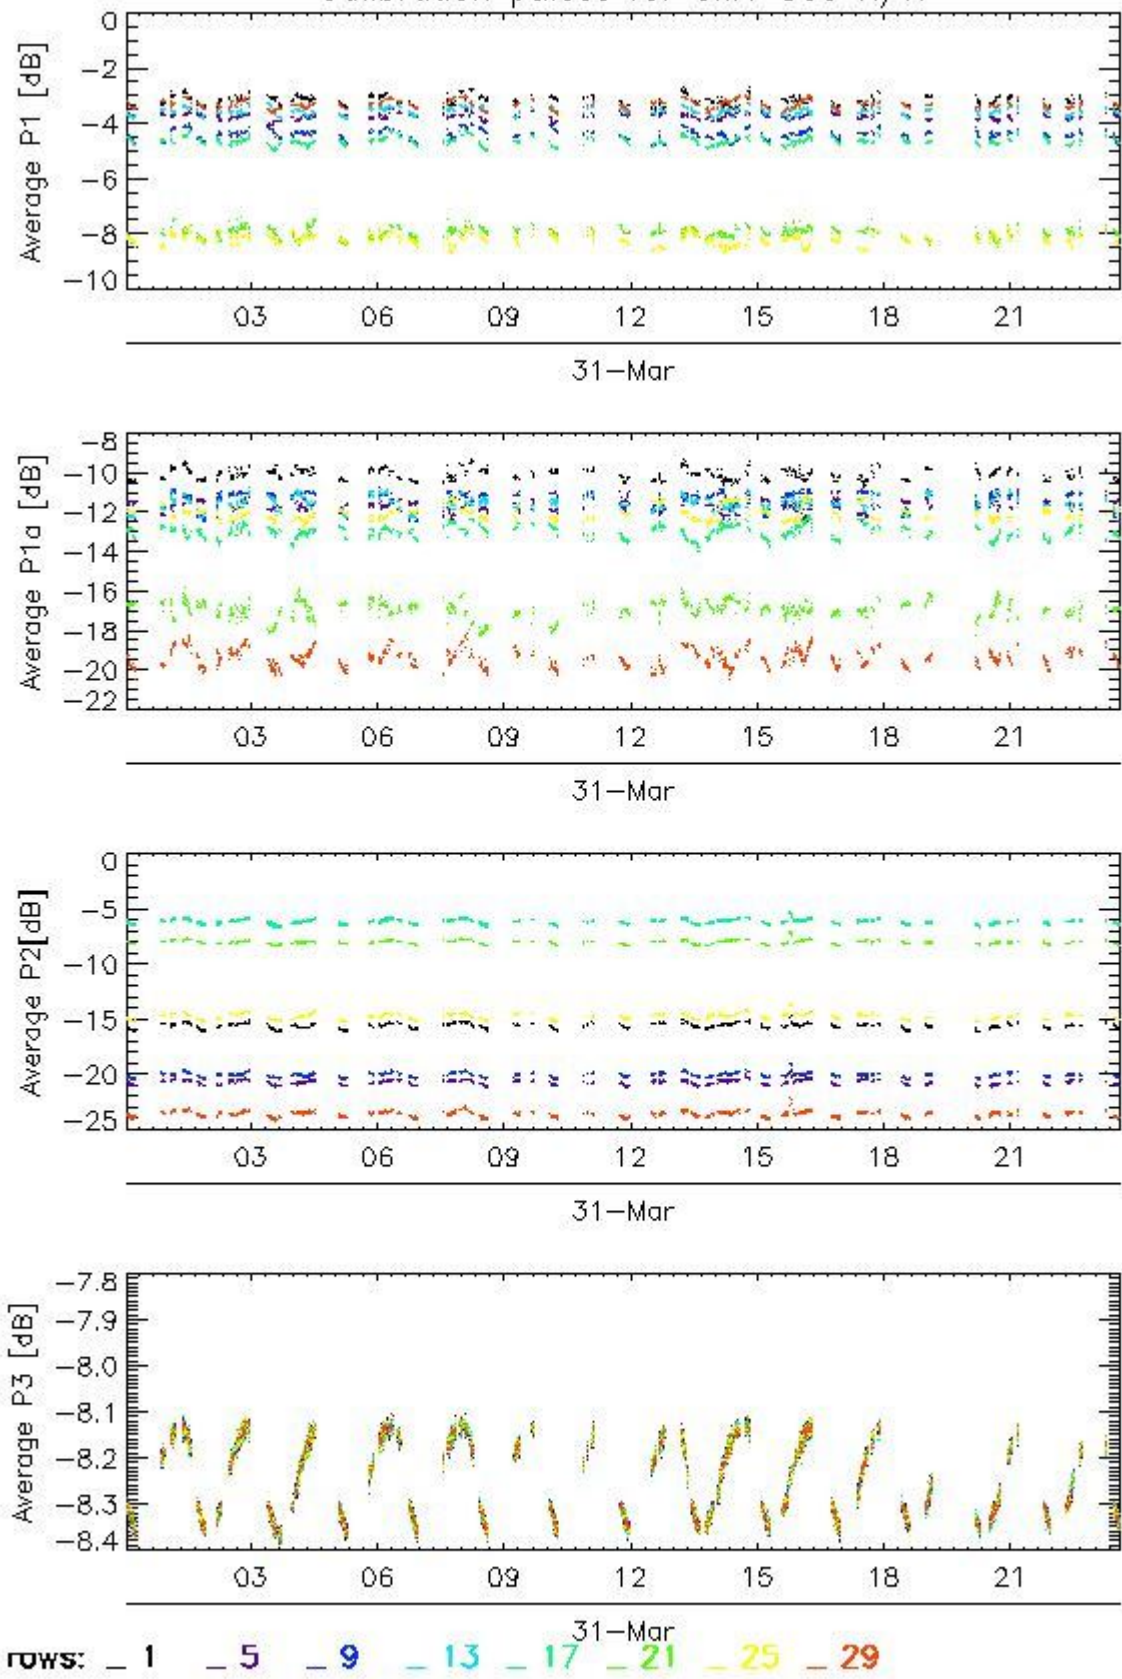 0
−2
−4
−6
−8
−10
Average P1 [dB]
03 06 09 12 15 18 21
31−Mar
−8
−10
−12
−14
−16
−18
−20
−22
Average P1a [dB]
03 06 09 12 15 18 21
31−Mar
0
−5
−10
−15
−20
−25
Average P2[dB]
03 06 09 12 15 18 21
31−Mar
−7.8
−7.9
−8.0
−8.1
−8.2
−8.3
−8.4
Average P3 [dB]
03 06 09 12 15 18 21
31−Mar
rows: _ 1 _ 5 _ 9 _ 13 _ 17 _ 21 _ 25 _ 29